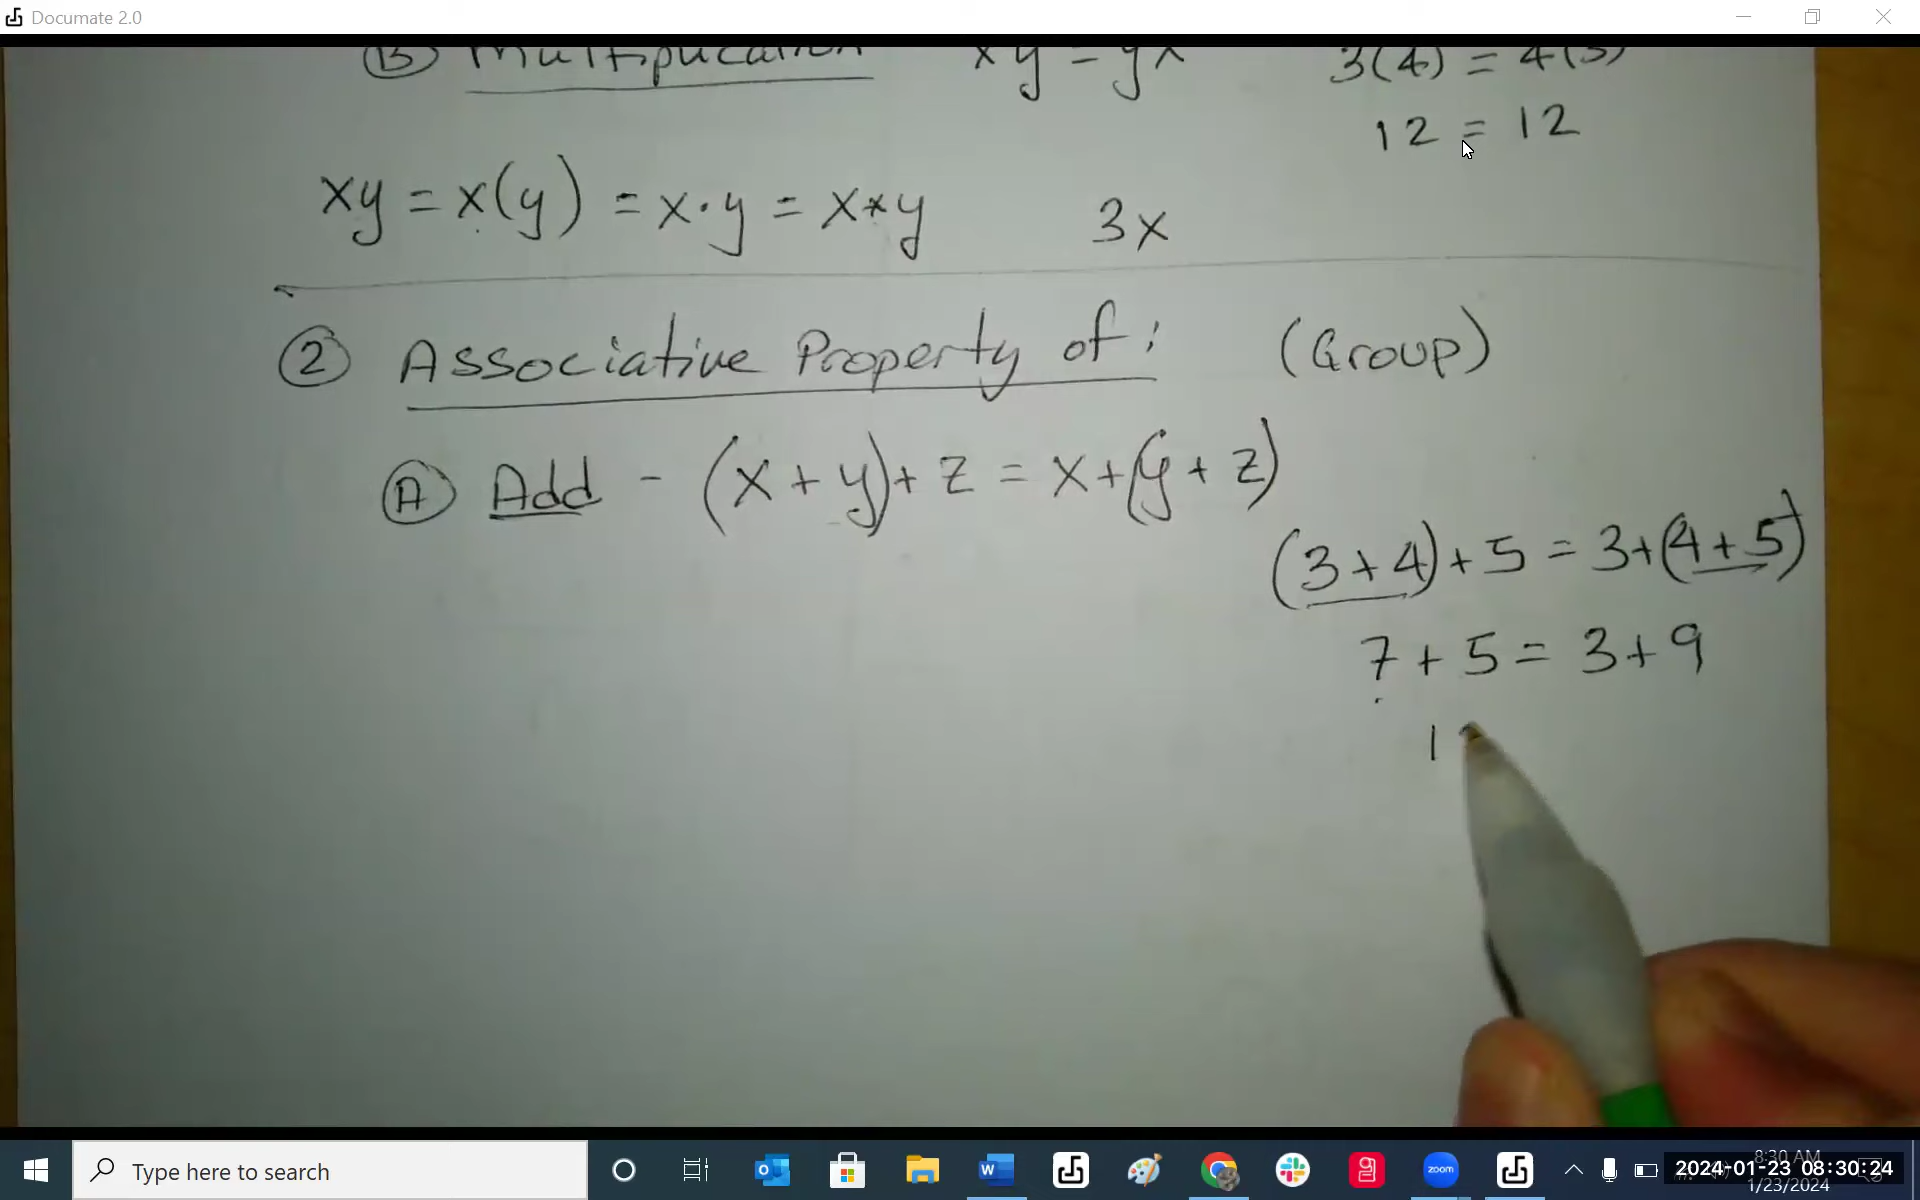 Documate 2.0
(B) Multiplication xy = yx 3(4) = 4(3)
12 = 12
xy = x(y) = x·y = x*y 3x
(2) Associative Property of: (Group)
(A) Add - (x + y) + z = x + (y + z)
(3+4)+5 = 3+(4+5)
7 + 5 = 3 + 9
1
Type here to search
zoom
8:30 AM
2024-01-23 08:30:24
1/23/2024